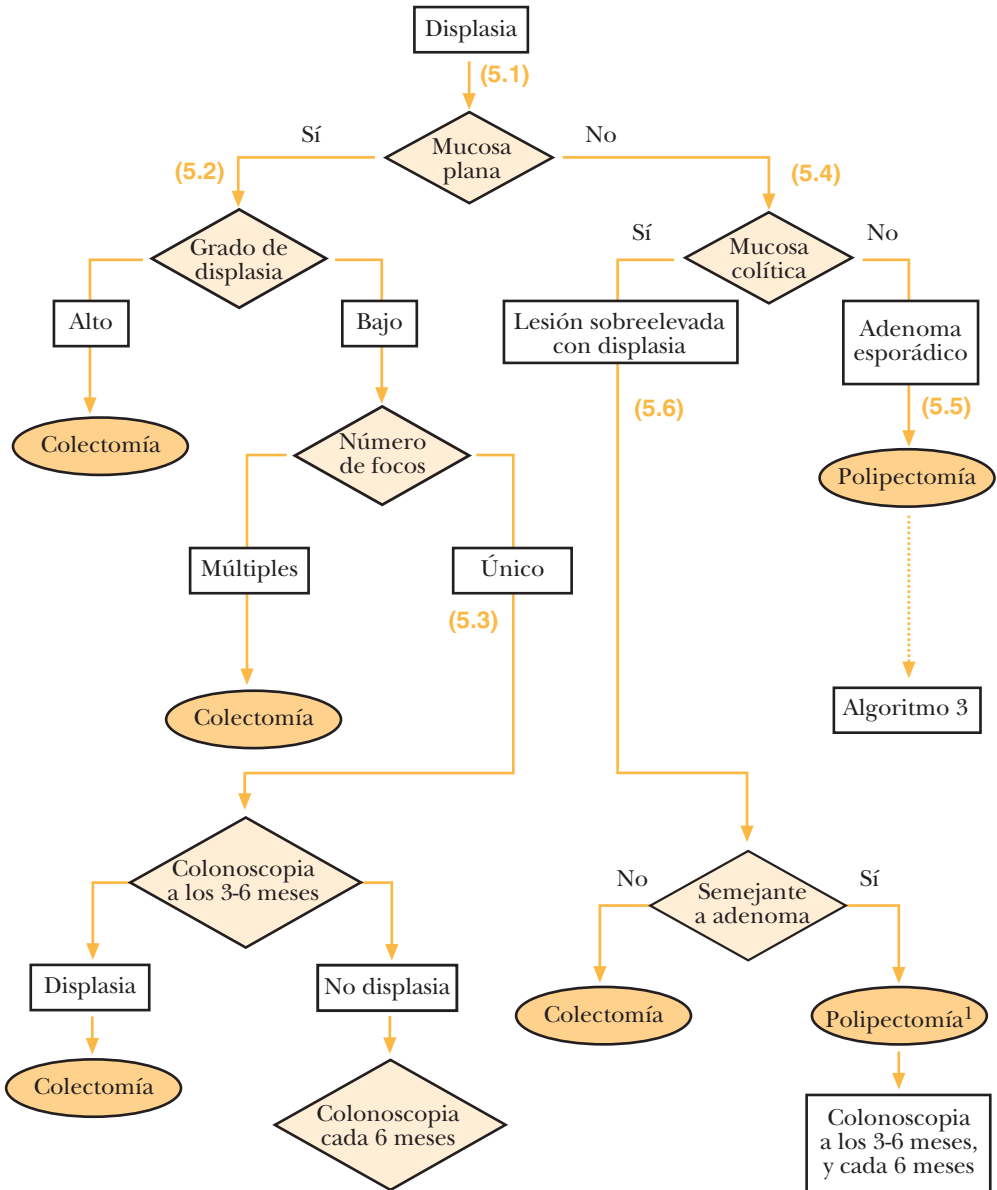 Displasia
(5.1)
Sí
No
Mucosa
plana
(5.2)
(5.4)
Grado de
displasia
Sí
No
Mucosa
colítica
Alto
Bajo
Lesión sobreelevada
con displasia
Adenoma
esporádico
(5.6)
(5.5)
Colectomía
Número
de focos
Polipectomía
Múltiples
Único
(5.3)
Colectomía
Algoritmo 3
Colonoscopia
a los 3-6 meses
No
Sí
Semejante
a adenoma
Displasia
No displasia
Colectomía
Polipectomía¹
Colectomía
Colonoscopia
cada 6 meses
Colonoscopia
a los 3-6 meses,
y cada 6 meses